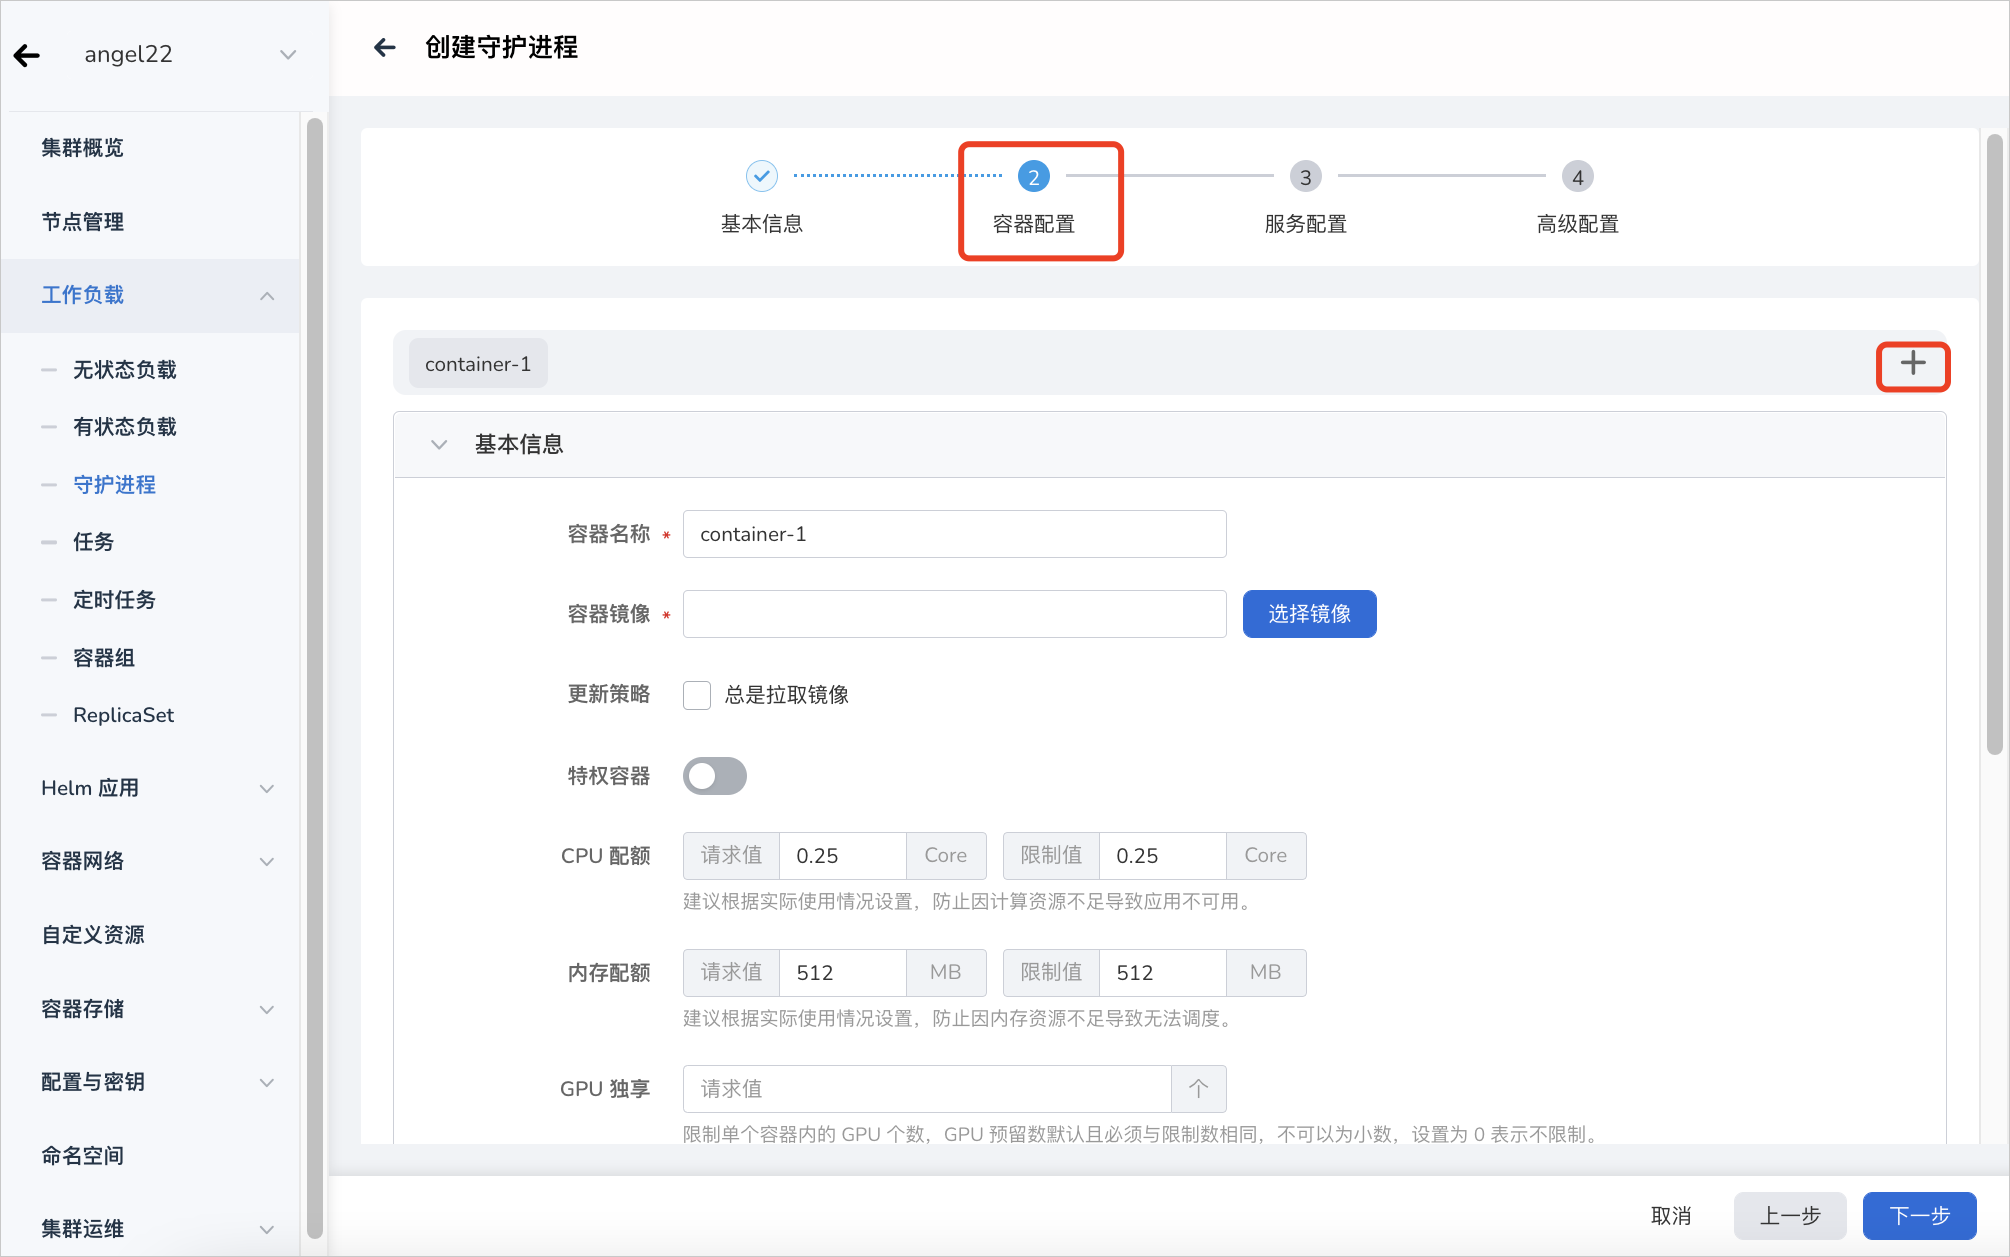 angel22
创建守护进程
集群概览
节点管理
工作负载
无状态负载
有状态负载
守护进程
任务
定时任务
容器组
ReplicaSet
Helm 应用
容器网络
自定义资源
容器存储
配置与密钥
命名空间
集群运维
基本信息
2
容器配置
3
服务配置
4
高级配置
container-1
基本信息
容器名称 * container-1
容器镜像 * 选择镜像
更新策略 总是拉取镜像
特权容器
CPU 配额 请求值 0.25 Core 限制值 0.25 Core
建议根据实际使用情况设置，防止因计算资源不足导致应用不可用。
内存配额 请求值 512 MB 限制值 512 MB
建议根据实际使用情况设置，防止因内存资源不足导致无法调度。
GPU 独享 请求值 个
限制单个容器内的 GPU 个数，GPU 预留数默认且必须与限制数相同，不可以为小数，设置为 0 表示不限制。
取消 上一步 下一步